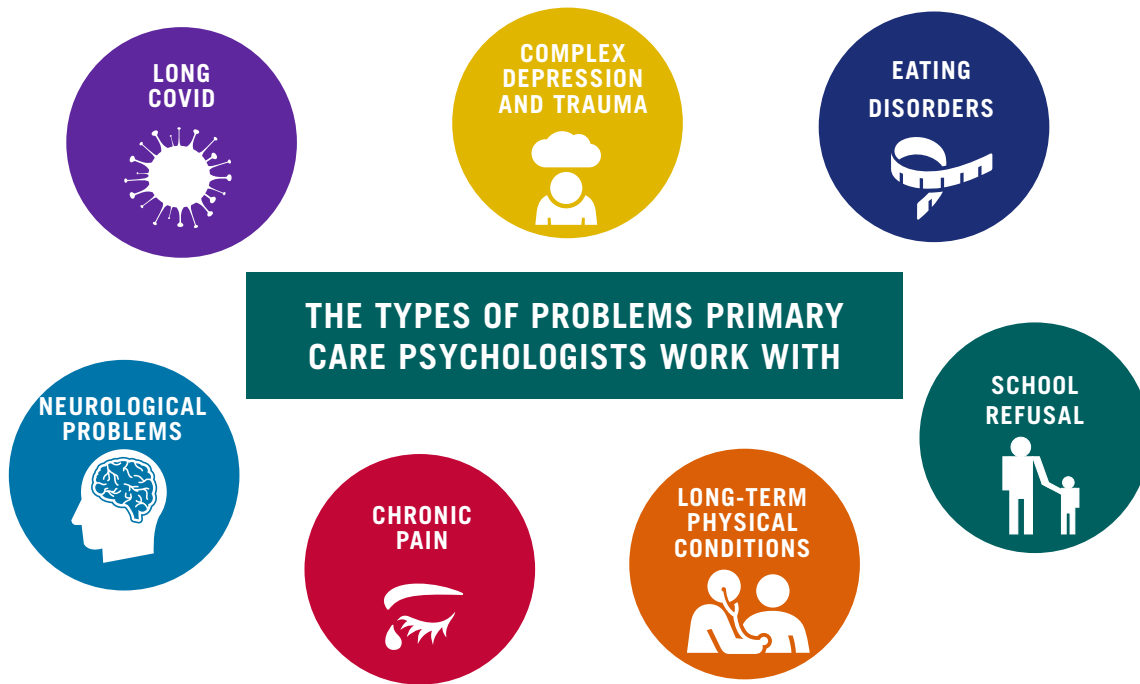 LONG
COVID
COMPLEX
DEPRESSION
AND TRAUMA
EATING
DISORDERS
THE TYPES OF PROBLEMS PRIMARY
CARE PSYCHOLOGISTS WORK WITH
NEUROLOGICAL
PROBLEMS
SCHOOL
REFUSAL
CHRONIC
PAIN
LONG-TERM
PHYSICAL
CONDITIONS